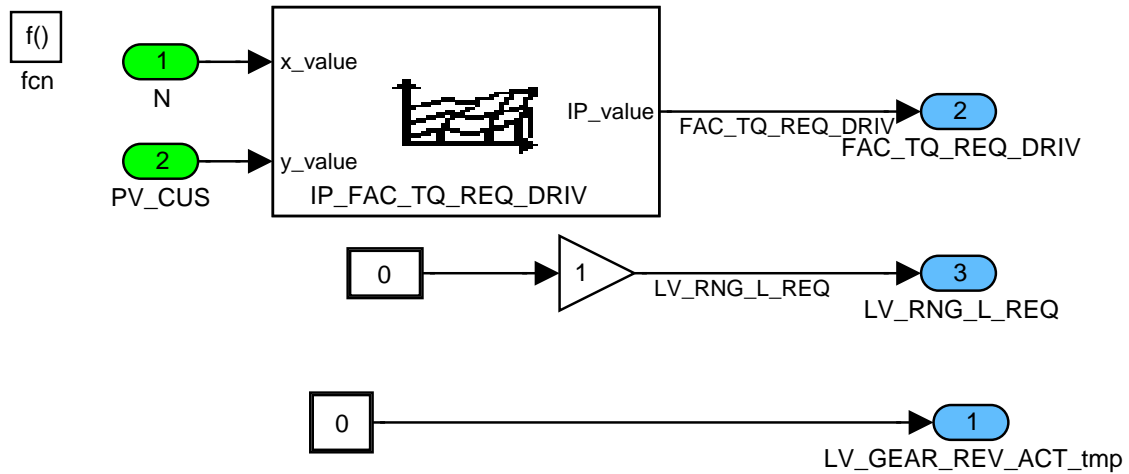 f()
fcn
1
N
x_value
2
PV_CUS
y_value
IP_value
IP_FAC_TQ_REQ_DRIV
FAC_TQ_REQ_DRIV
2
FAC_TQ_REQ_DRIV
0
1
LV_RNG_L_REQ
3
LV_RNG_L_REQ
0
1
LV_GEAR_REV_ACT_tmp